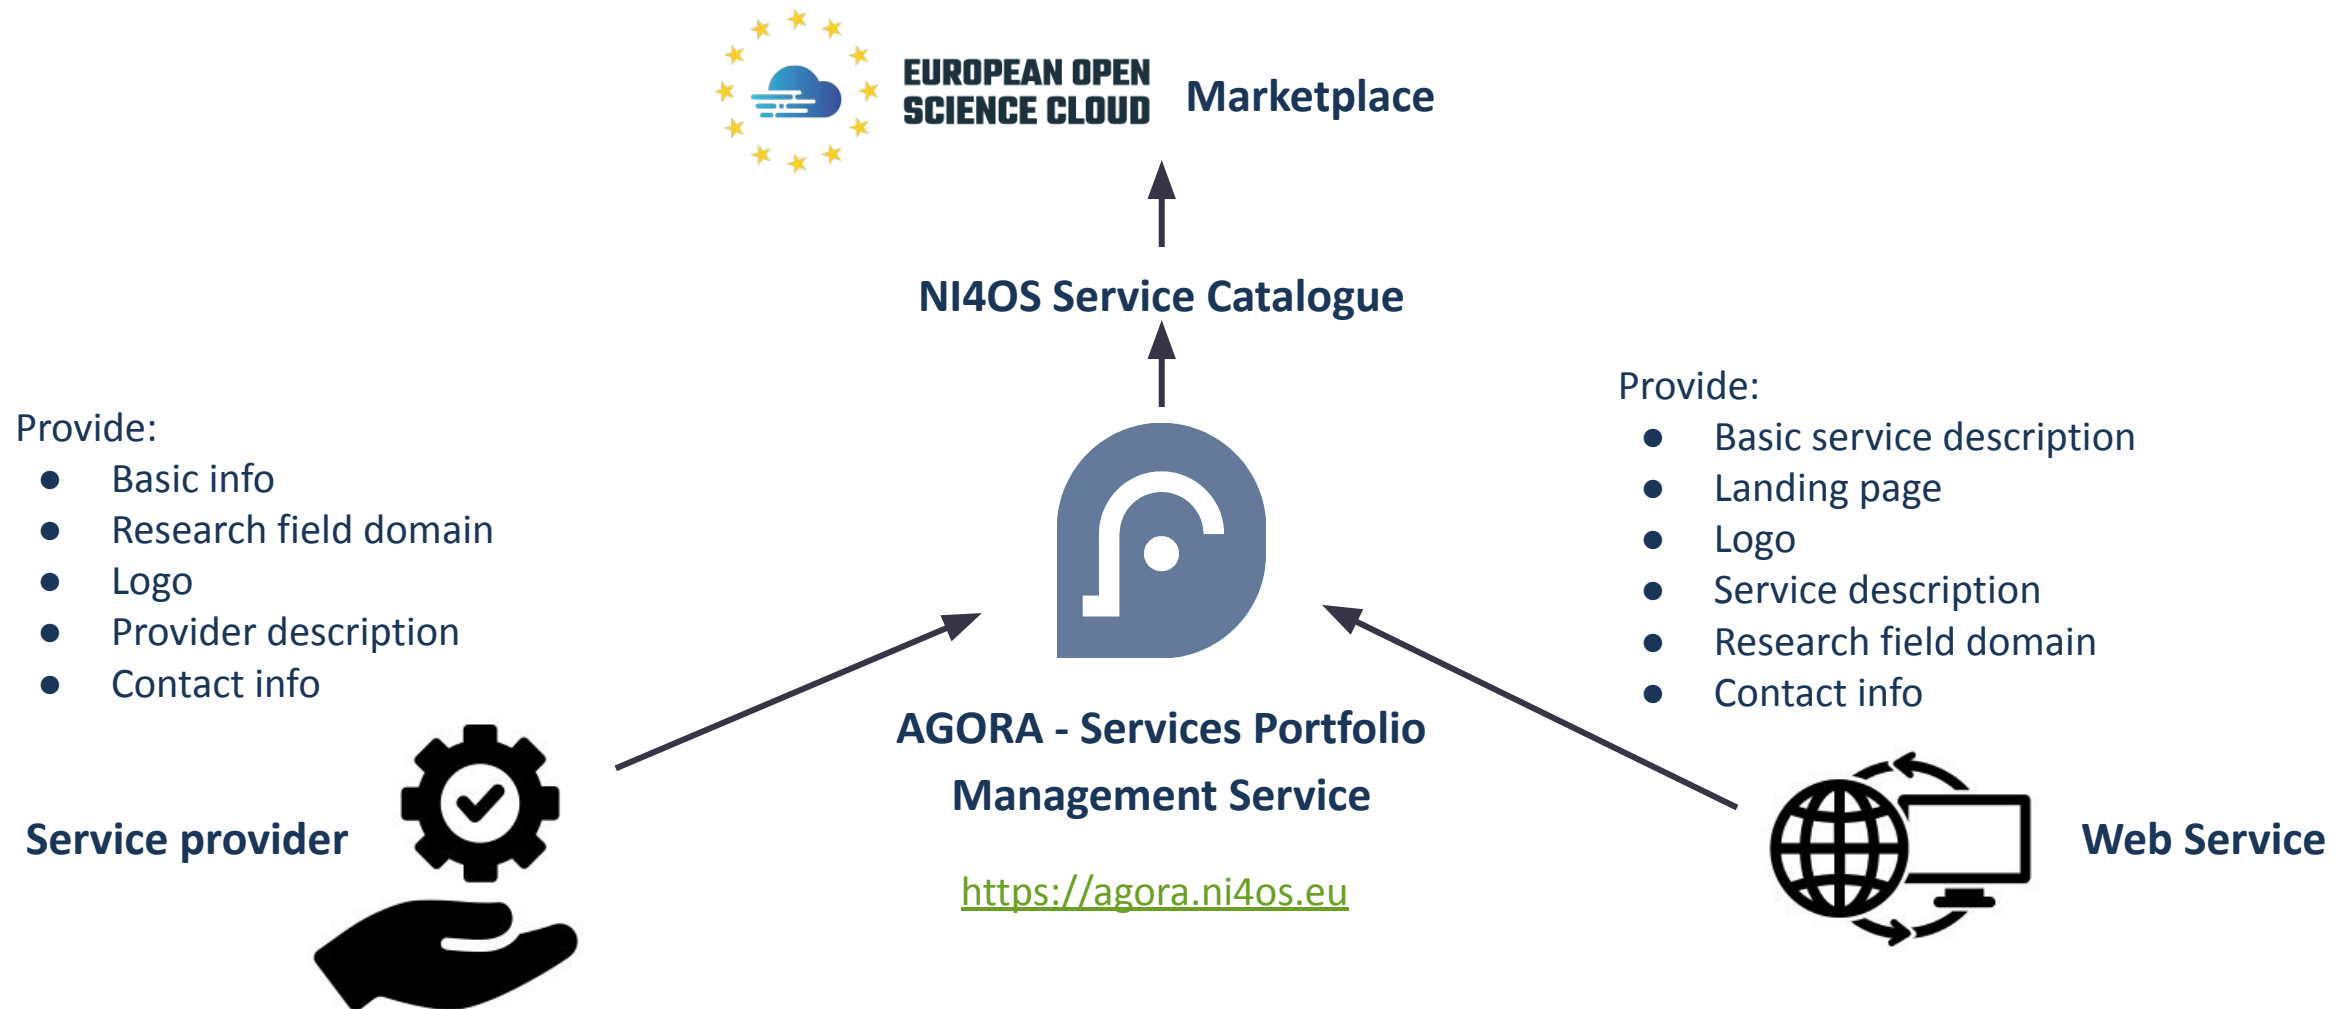 EUROPEAN OPEN
SCIENCE CLOUD
Marketplace
NI4OS Service Catalogue
Provide:
● Basic info
● Research field domain
● Logo
● Provider description
● Contact info
Service provider
AGORA - Services Portfolio
Management Service
https://agora.ni4os.eu
Provide:
● Basic service description
● Landing page
● Logo
● Service description
● Research field domain
● Contact info
Web Service